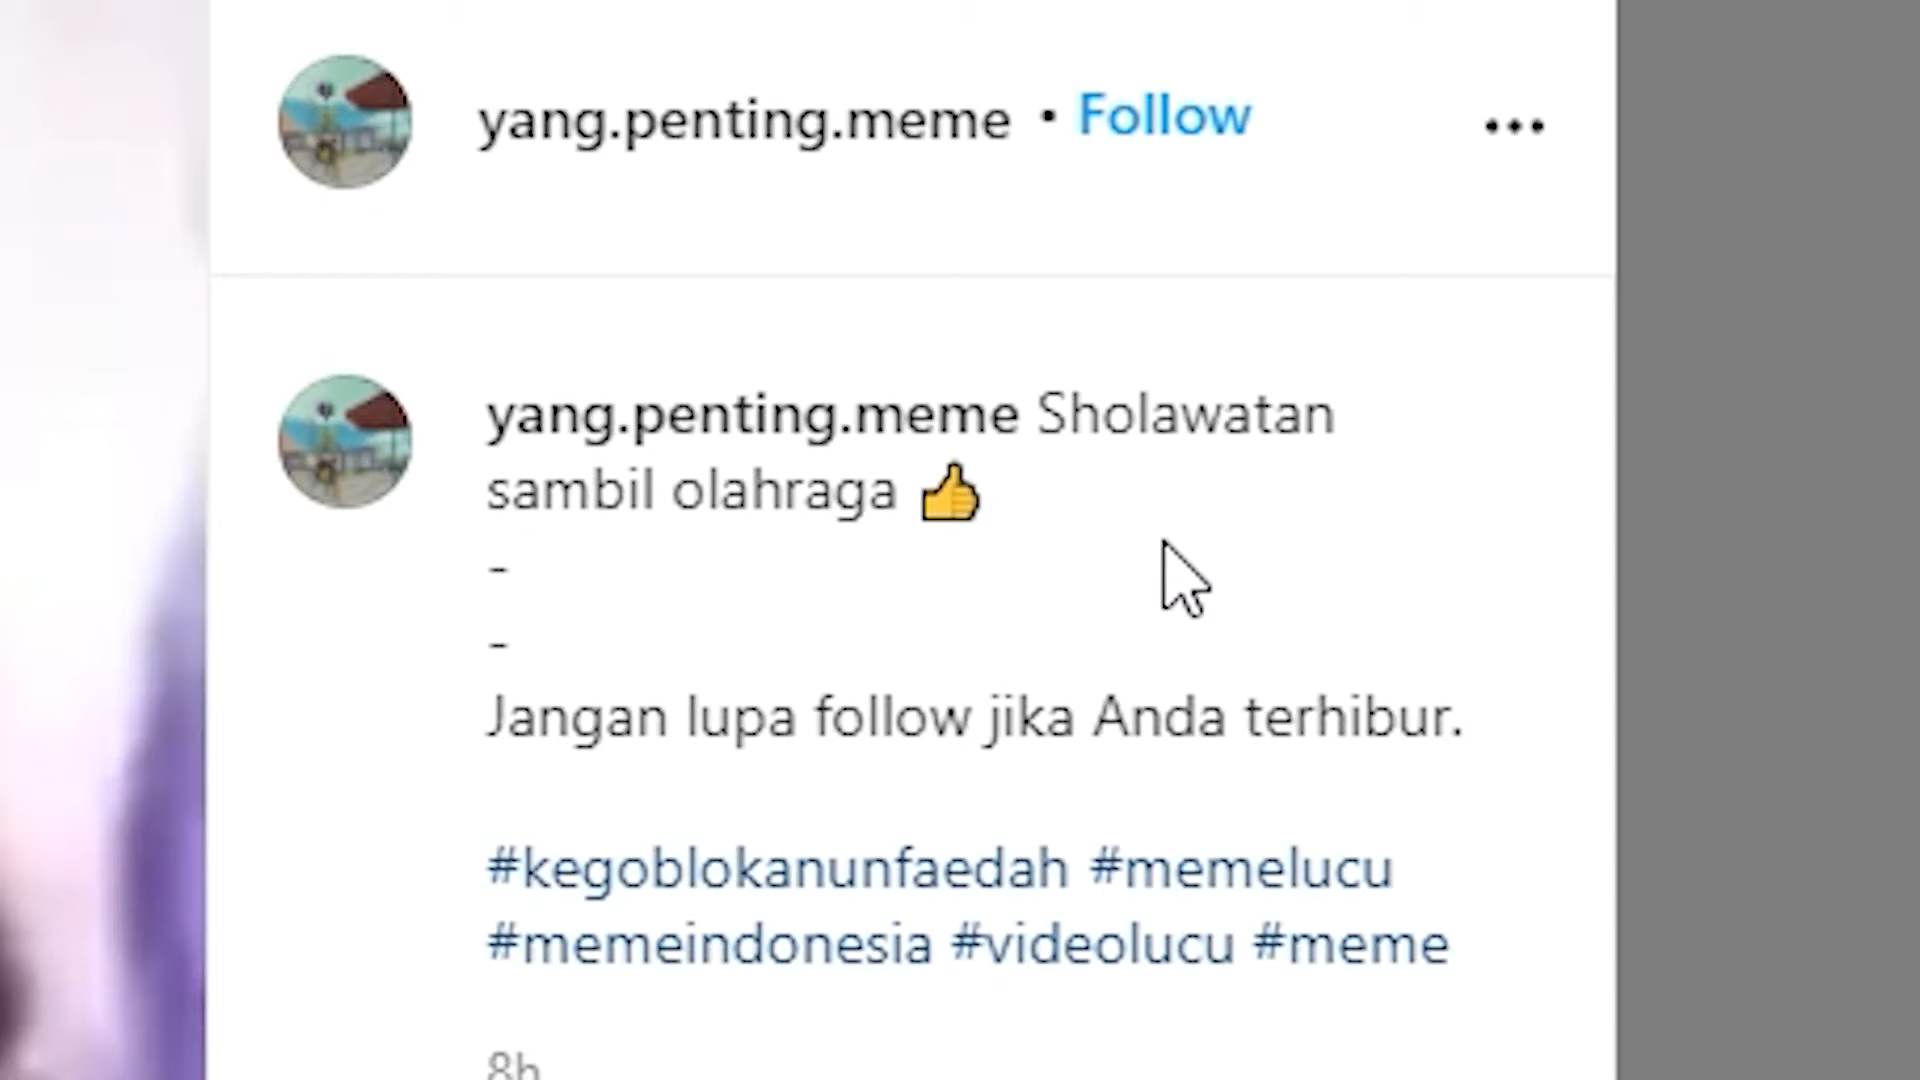 yang.penting.meme • Follow
yang.penting.meme Sholawatan
sambil olahraga 👍
-
-
Jangan lupa follow jika Anda terhibur.
#kegoblokanunfaedah #memelucu
#memeindonesia #videolucu #meme
8h